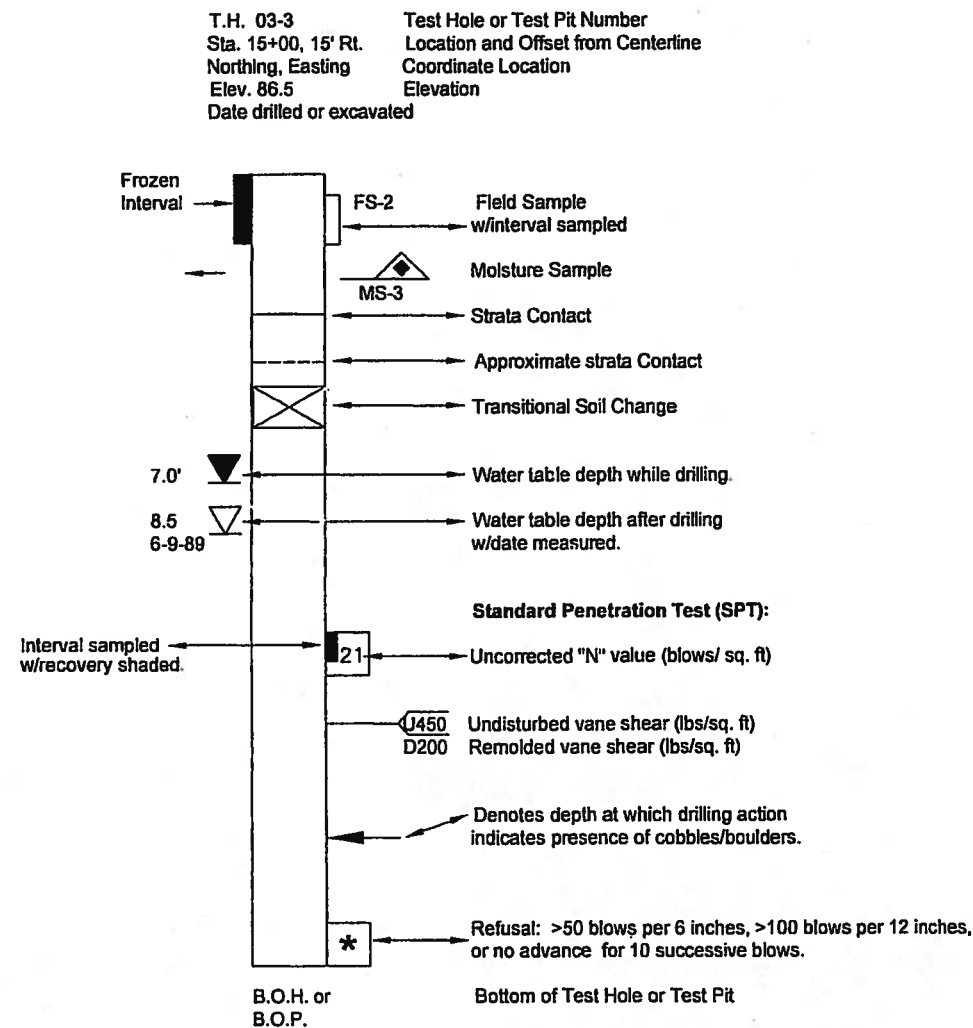 T.H. 03-3 Test Hole or Test Pit Number
Sta. 15+00, 15' Rt. Location and Offset from Centerline
Northing, Easting Coordinate Location
Elev. 86.5 Elevation
Date drilled or excavated
Frozen
Interval
FS-2 Field Sample
w/interval sampled
Moisture Sample
MS-3
Strata Contact
Approximate strata Contact
Transitional Soil Change
7.0' Water table depth while drilling.
8.5 Water table depth after drilling
6-9-89 w/date measured.
Standard Penetration Test (SPT):
Interval sampled
w/recovery shaded.
21 Uncorrected "N" value (blows/ sq. ft)
U450 Undisturbed vane shear (lbs/sq. ft)
D200 Remolded vane shear (lbs/sq. ft)
Denotes depth at which drilling action
indicates presence of cobbles/boulders.
* Refusal: >50 blows per 6 inches, >100 blows per 12 inches,
or no advance for 10 successive blows.
B.O.H. or Bottom of Test Hole or Test Pit
B.O.P.